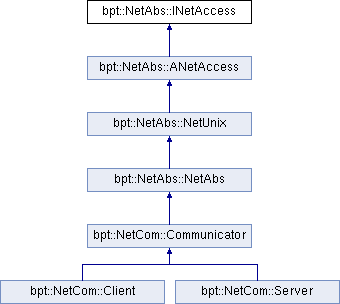 bpt::NetAbs::INetAccess
bpt::NetAbs::ANetAccess
bpt::NetAbs::NetUnix
bpt::NetAbs::NetAbs
bpt::NetCom::Communicator
bpt::NetCom::Client
bpt::NetCom::Server